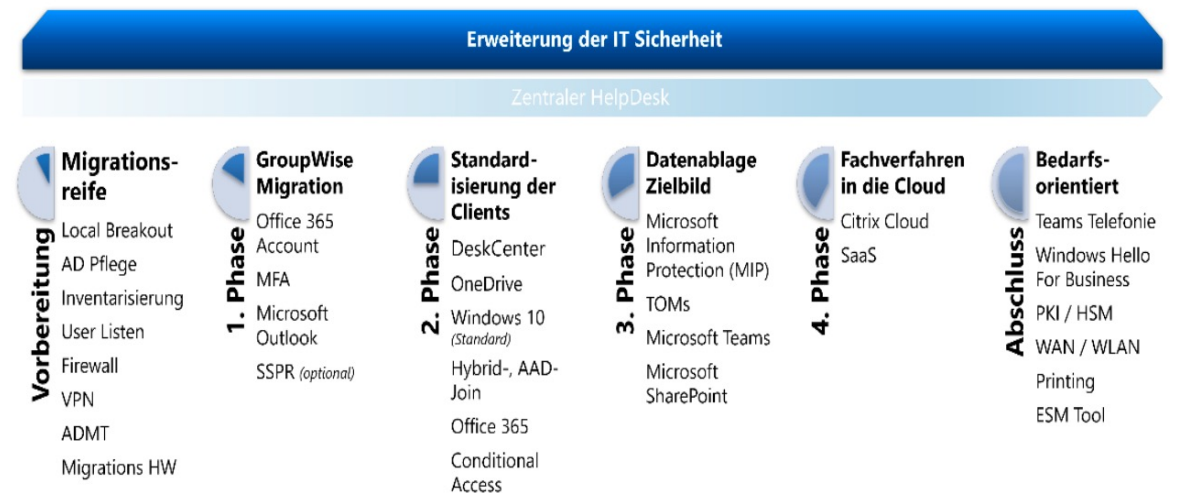 Erweiterung der IT Sicherheit
Zentraler HelpDesk
Vorbereitung
Migrations-
reife
Local Breakout
AD Pflege
Inventarisierung
User Listen
Firewall
VPN
ADMT
Migrations HW
1. Phase
GroupWise
Migration
Office 365
Account
MFA
Microsoft
Outlook
SSPR (optional)
2. Phase
Standard-
isierung der
Clients
DeskCenter
OneDrive
Windows 10
(Standard)
Hybrid-, AAD-
Join
Office 365
Conditional
Access
3. Phase
Datenablage
Zielbild
Microsoft
Information
Protection (MIP)
TOMs
Microsoft Teams
Microsoft
SharePoint
4. Phase
Fachverfahren
in die Cloud
Citrix Cloud
SaaS
Abschluss
Bedarfs-
orientiert
Teams Telefonie
Windows Hello
For Business
PKI / HSM
WAN / WLAN
Printing
ESM Tool